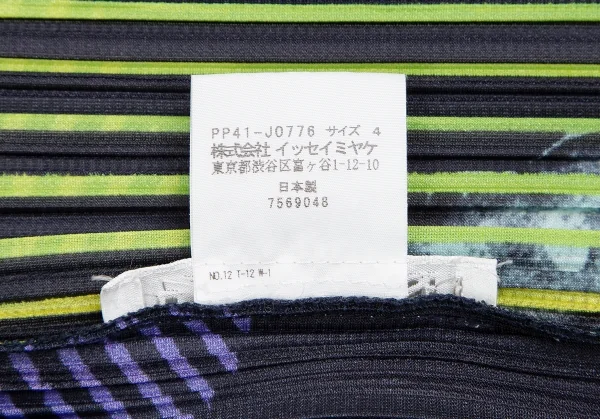 PP41-J0776 サイズ 4
株式会社 イッセイミヤケ
東京都渋谷区富ヶ谷1-12-10
日本製
7569048
NO.12 T-12 W-1